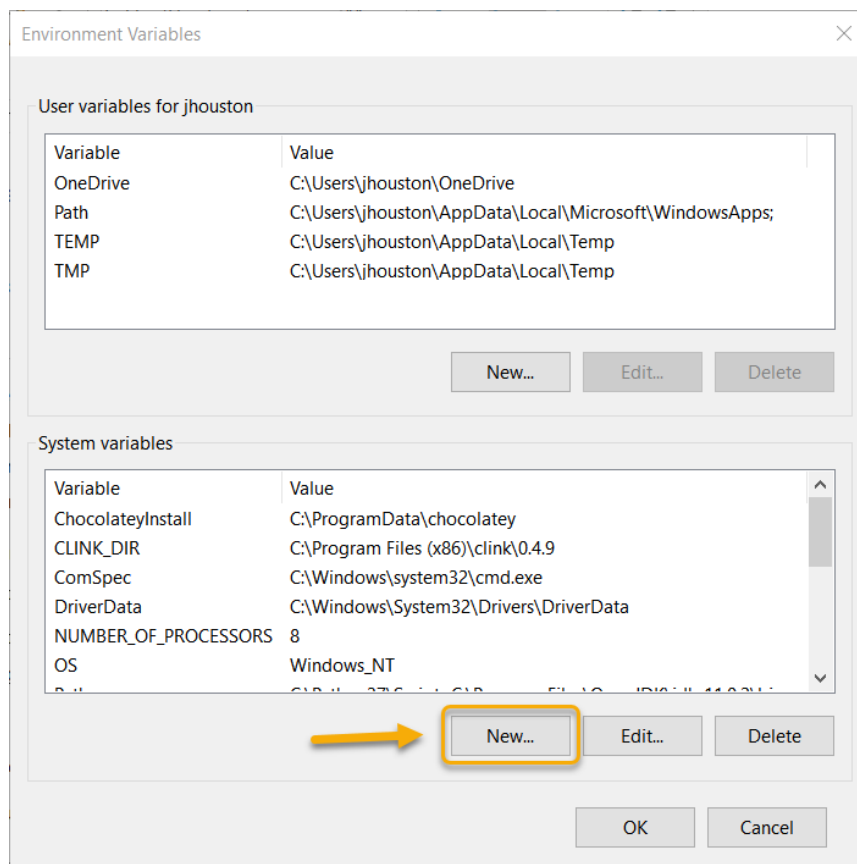 Environment Variables
User variables for jhouston
Variable Value
OneDrive C:\Users\jhouston\OneDrive
Path C:\Users\jhouston\AppData\Local\Microsoft\WindowsApps;
TEMP C:\Users\jhouston\AppData\Local\Temp
TMP C:\Users\jhouston\AppData\Local\Temp
New... Edit... Delete
System variables
Variable Value
ChocolateyInstall C:\ProgramData\chocolatey
CLINK_DIR C:\Program Files (x86)\clink\0.4.9
ComSpec C:\Windows\system32\cmd.exe
DriverData C:\Windows\System32\Drivers\DriverData
NUMBER_OF_PROCESSORS 8
OS Windows_NT
New... Edit... Delete
OK Cancel